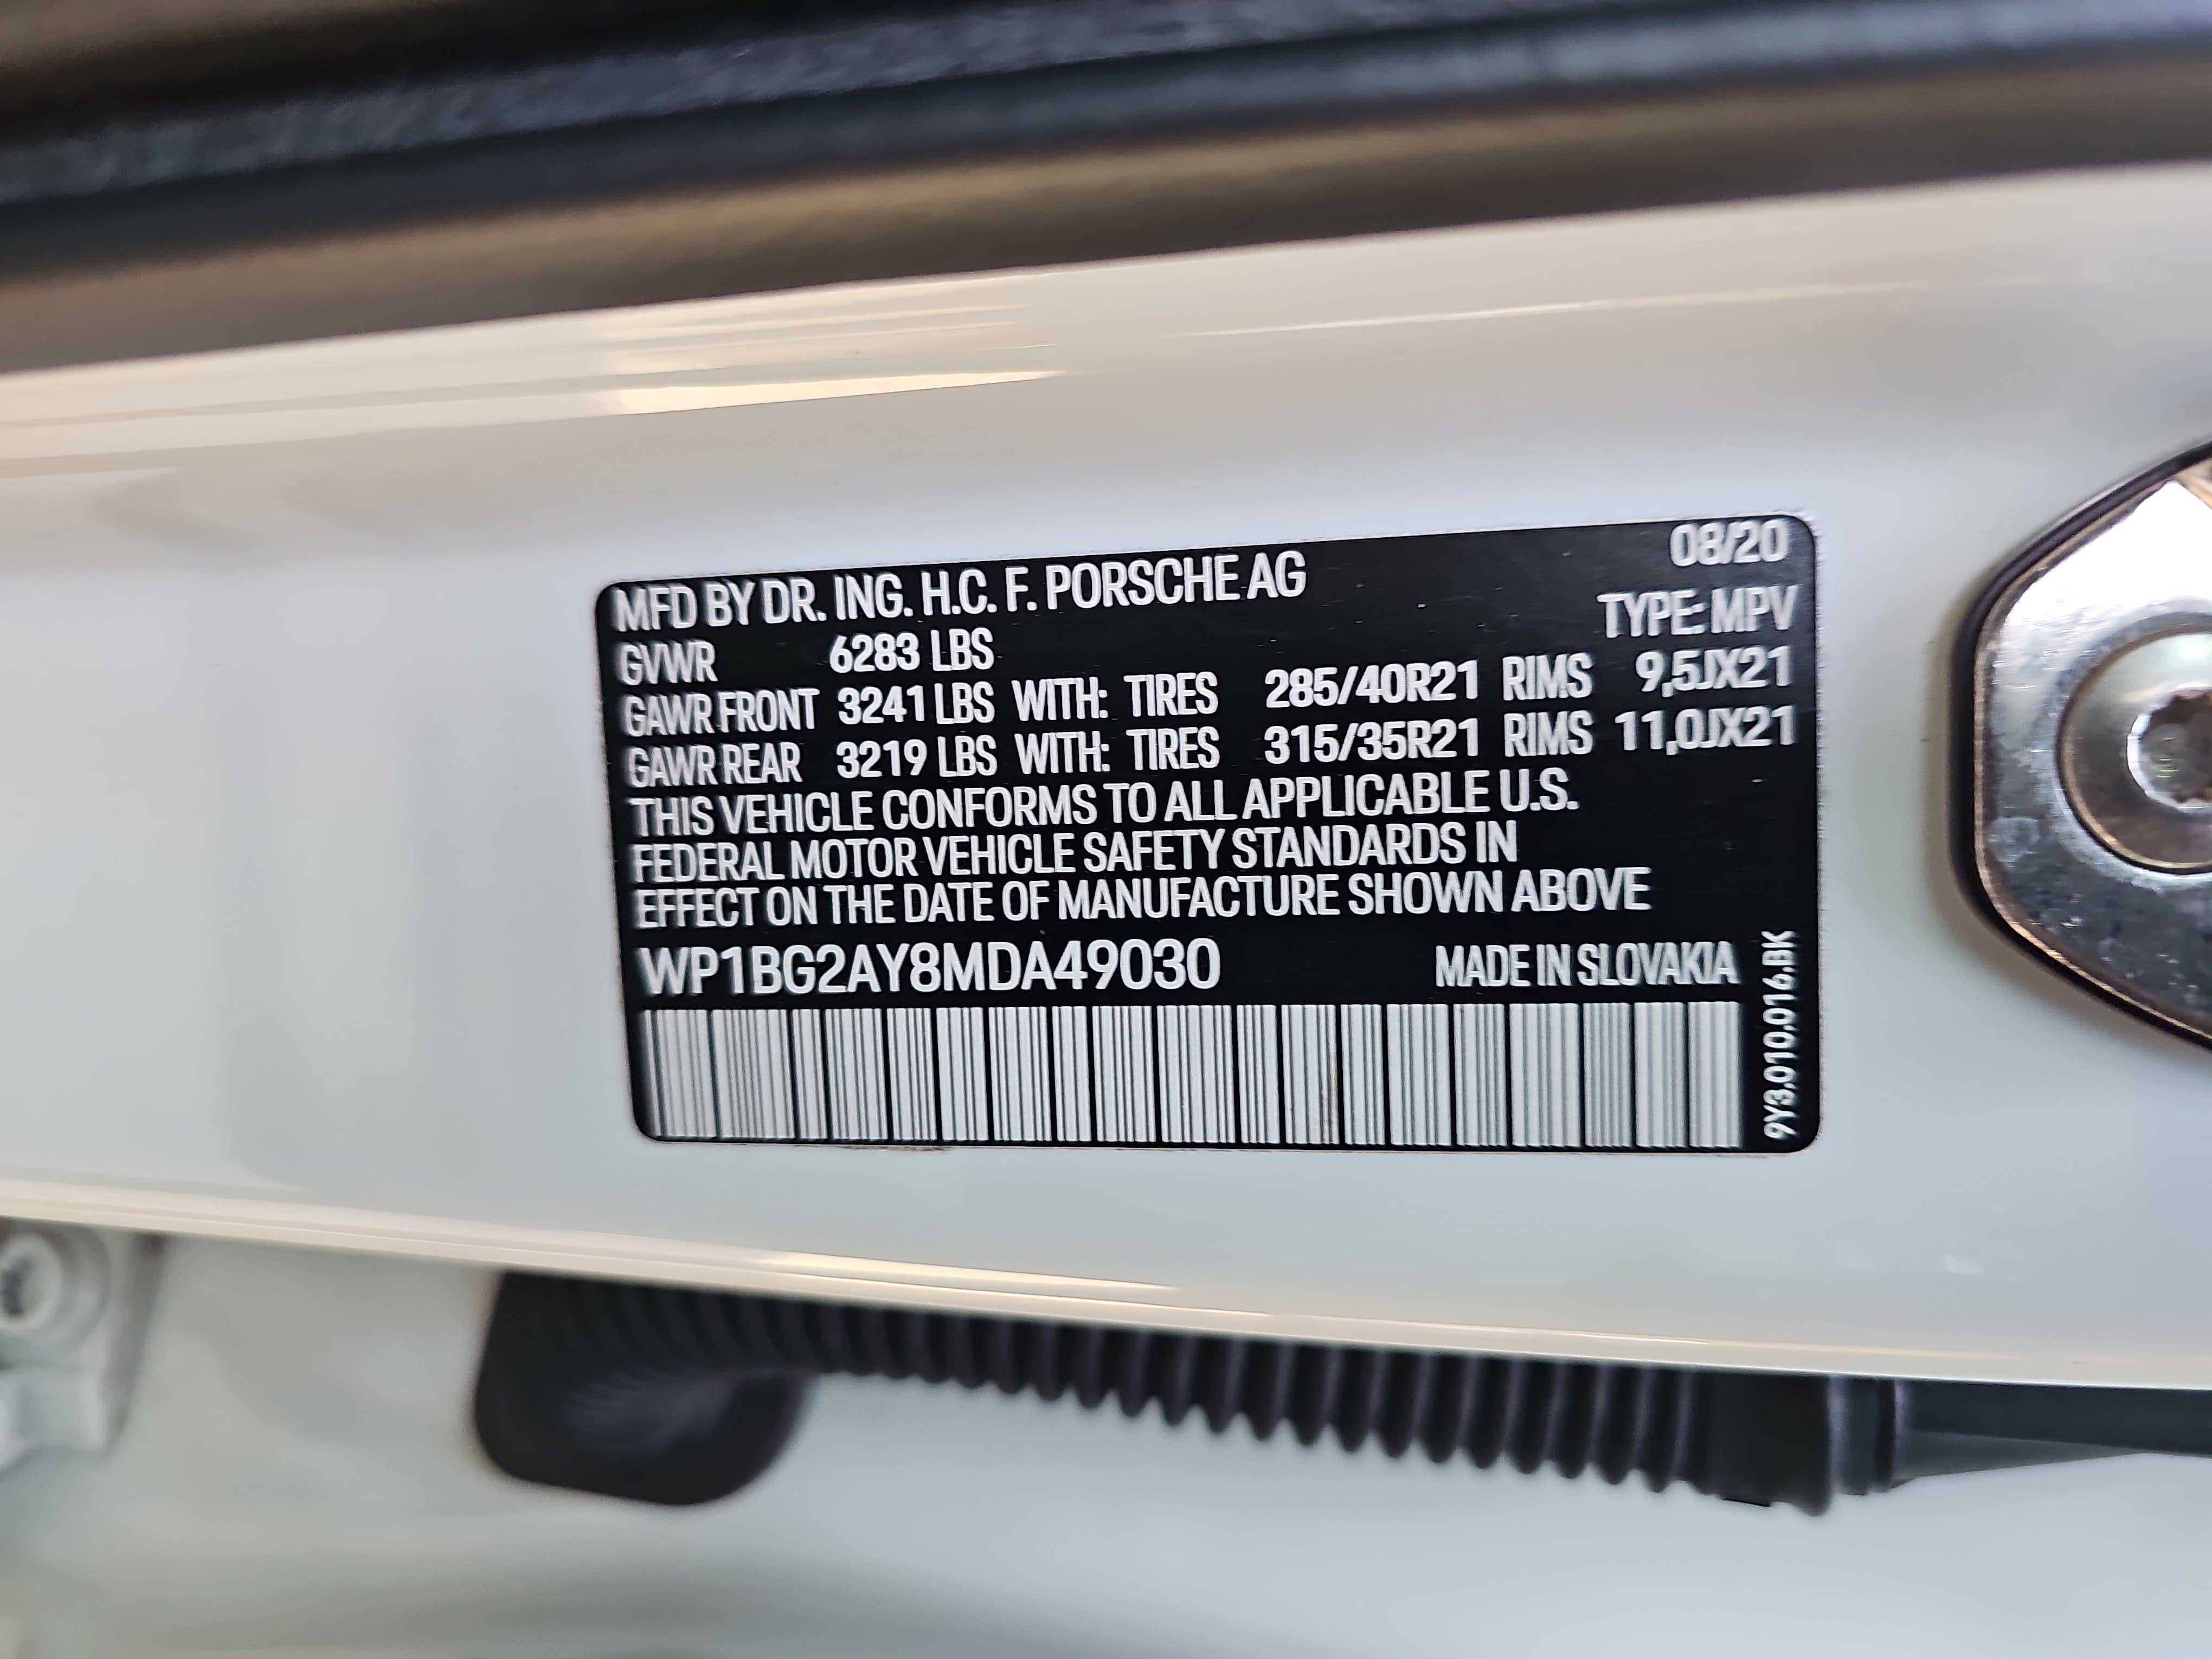 08/20
MFD BY DR. ING. H.C. F. PORSCHE AG
TYPE: MPV
GVWR 6283 LBS
GAWR FRONT 3241 LBS WITH: TIRES 285/40R21 RIMS 9,5JX21
GAWR REAR 3219 LBS WITH: TIRES 315/35R21 RIMS 11,0JX21
THIS VEHICLE CONFORMS TO ALL APPLICABLE U.S.
FEDERAL MOTOR VEHICLE SAFETY STANDARDS IN
EFFECT ON THE DATE OF MANUFACTURE SHOWN ABOVE
WP1BG2AY8MDA49030 MADE IN SLOVAKIA
9Y3.010.016.BK